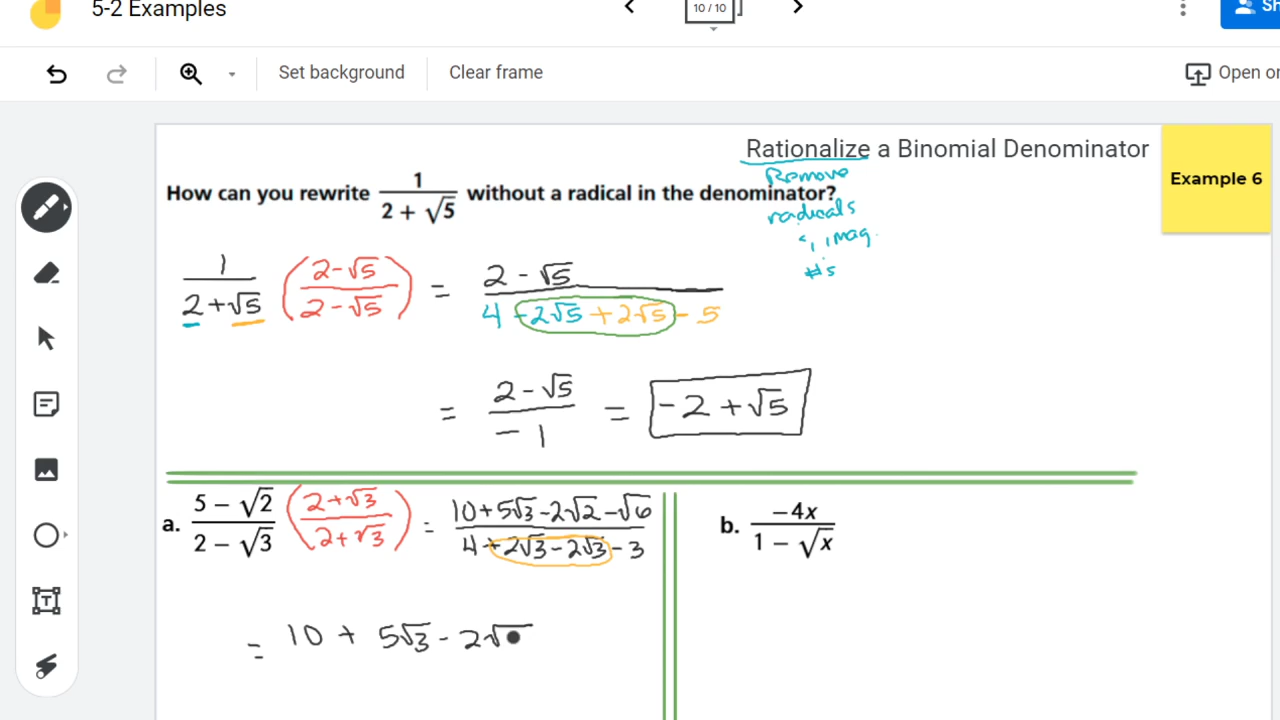 5-2 Examples
10 / 10
Sh
Set background
Clear frame
Open or
Rationalize a Binomial Denominator
Example 6
Remove
radicals
imag.
#'s
How can you rewrite 1/(2 + √5) without a radical in the denominator?
1/(2+√5) ((2-√5)/(2-√5)) = (2-√5)/(4-2√5+2√5-5)
= (2-√5)/(-1) = -2+√5
a. (5 - √2)/(2 - √3) ((2+√3)/(2+√3)) = (10+5√3-2√2-√6)/(4+2√3-2√3-3)
= 10 + 5√3 - 2√
b. (-4x)/(1 - √x)